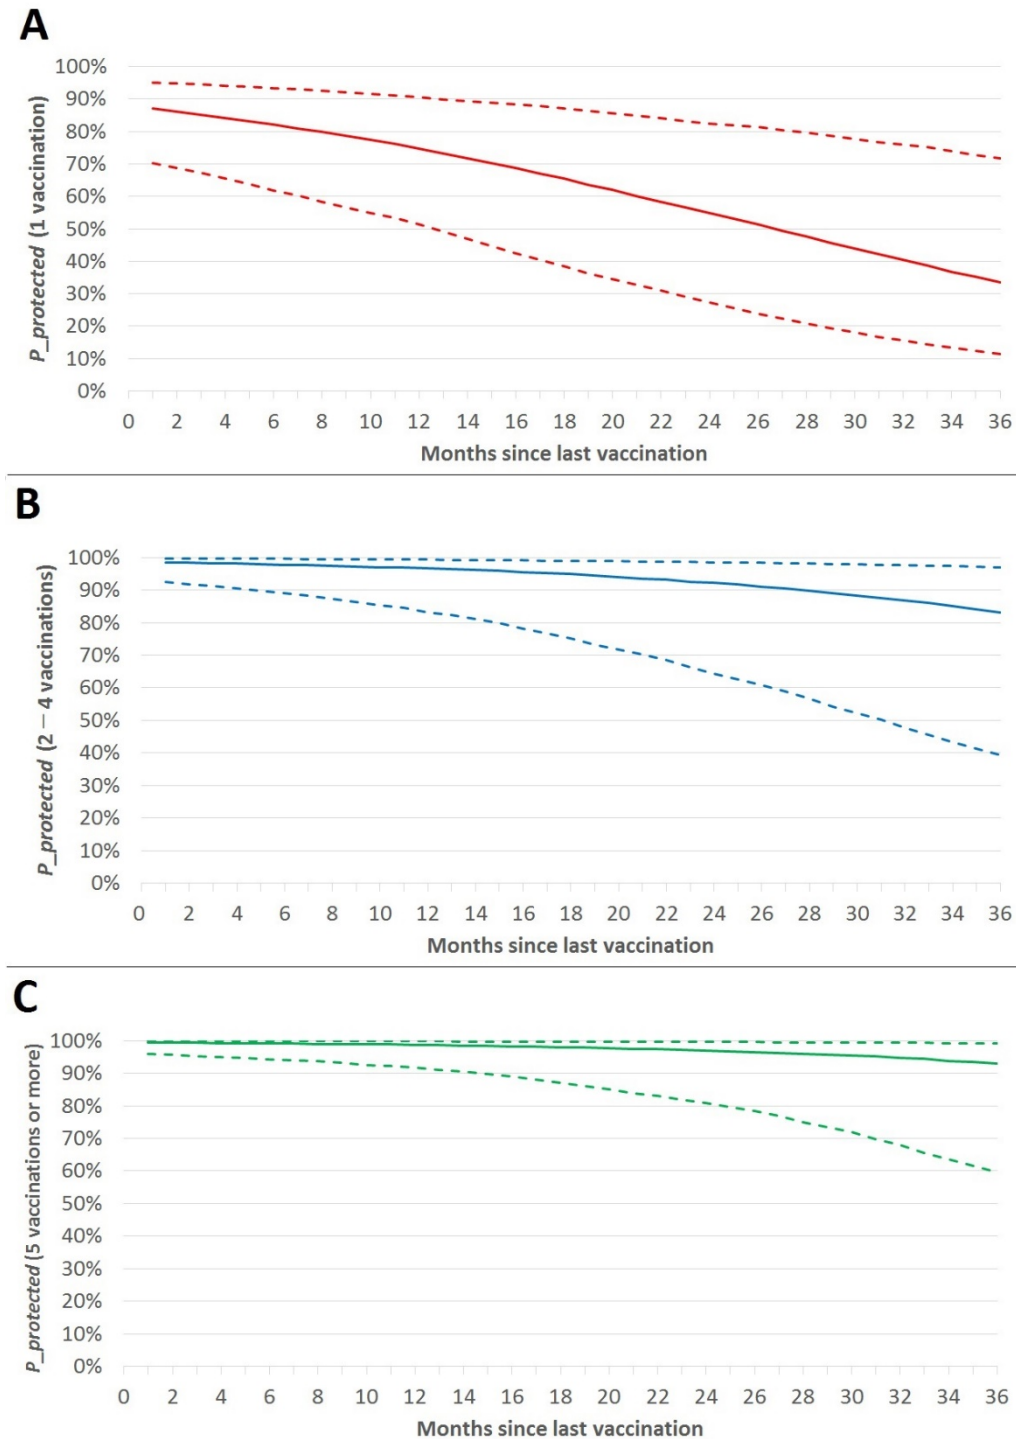 A
P_protected (1 vaccination)
100%
90%
80%
70%
60%
50%
40%
30%
20%
10%
0%
0 2 4 6 8 10 12 14 16 18 20 22 24 26 28 30 32 34 36
Months since last vaccination
B
P_protected (2 – 4 vaccinations)
100%
90%
80%
70%
60%
50%
40%
30%
20%
10%
0%
0 2 4 6 8 10 12 14 16 18 20 22 24 26 28 30 32 34 36
Months since last vaccination
C
P_protected (5 vaccinations or more)
100%
90%
80%
70%
60%
50%
40%
30%
20%
10%
0%
0 2 4 6 8 10 12 14 16 18 20 22 24 26 28 30 32 34 36
Months since last vaccination